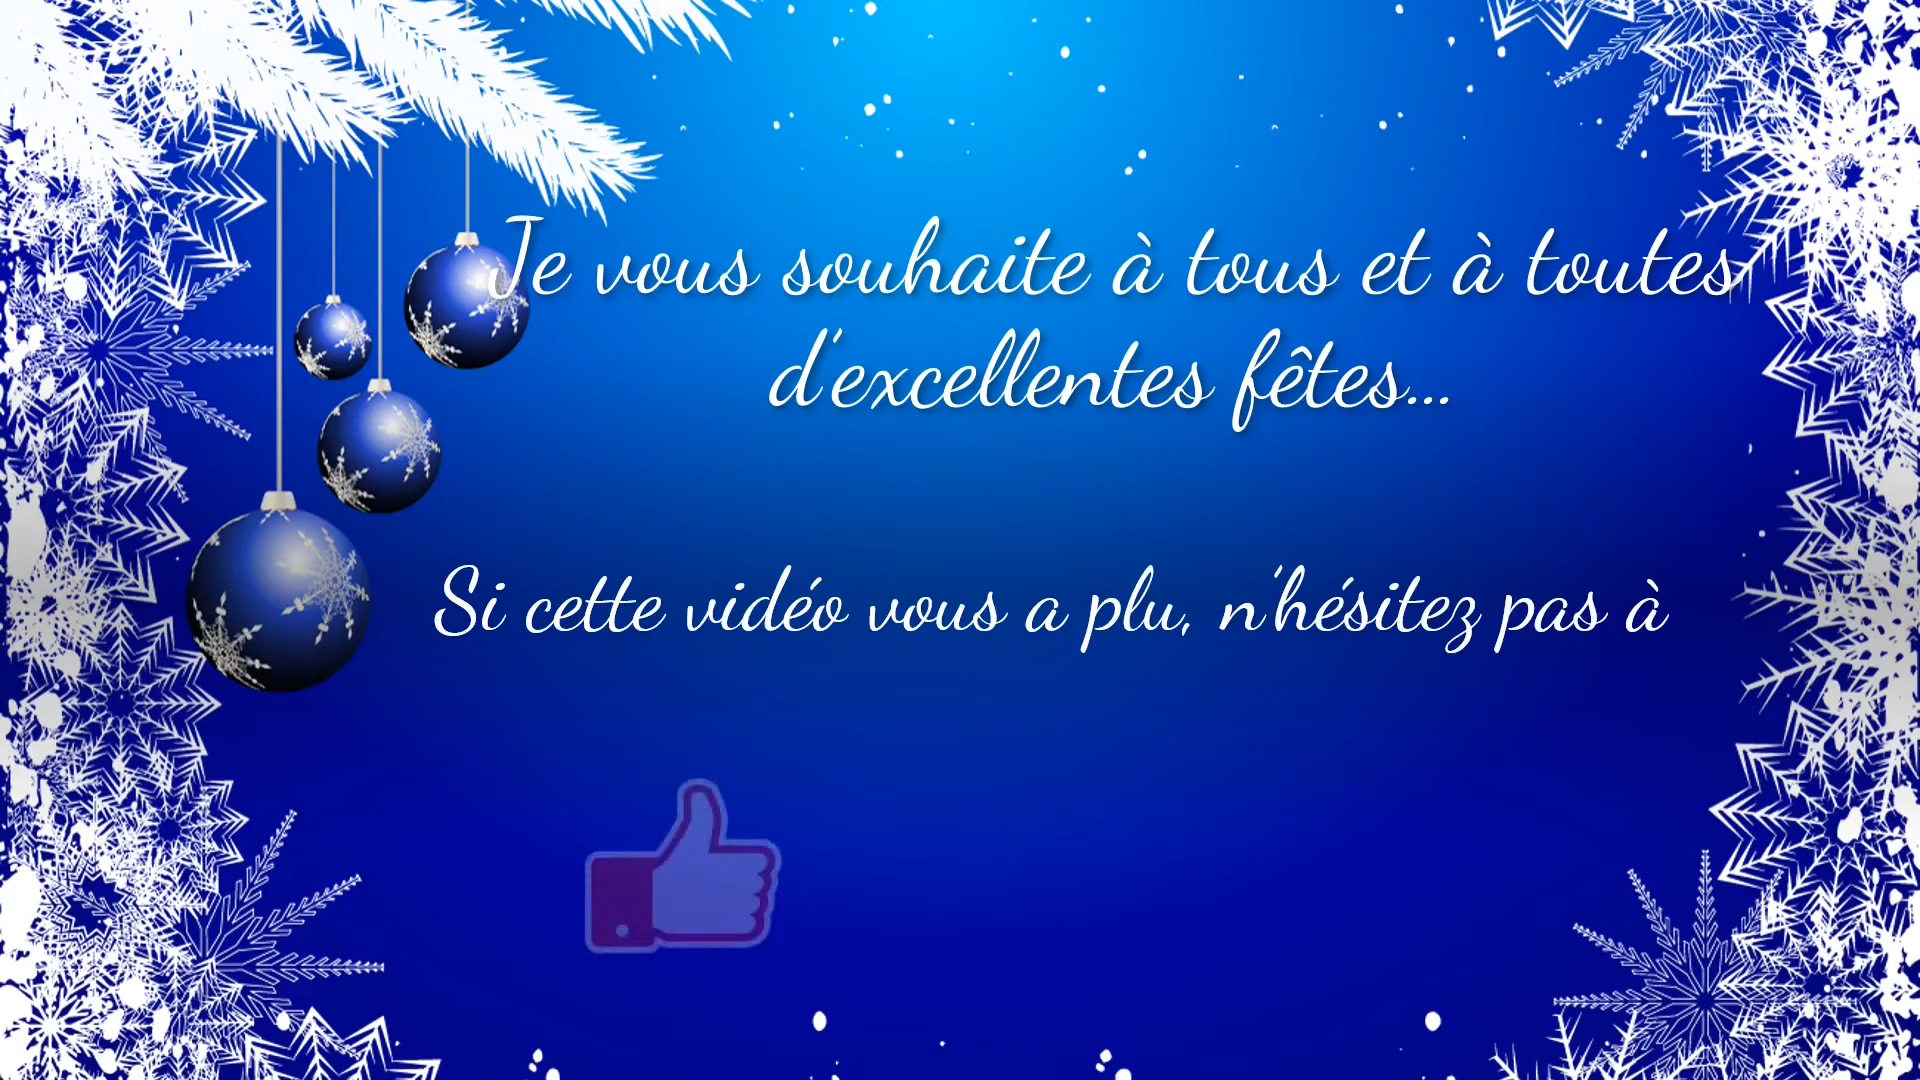 Je vous souhaite à tous et à toutes
d'excellentes fêtes...
Si cette vidéo vous a plu, n'hésitez pas à